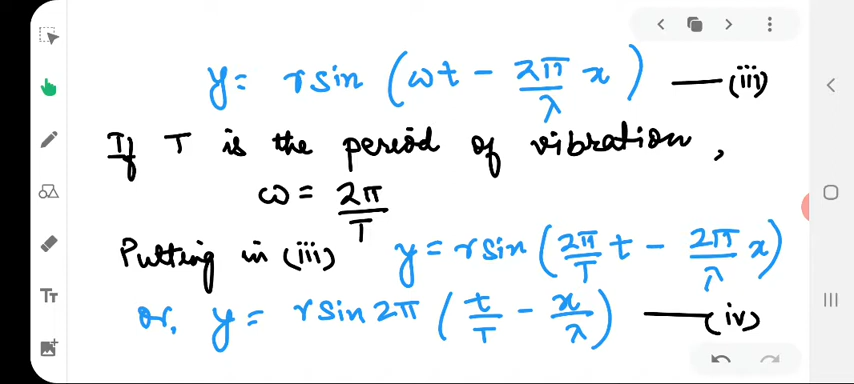 y = r sin (ωt − 2π/λ x) —(iii)
If T is the period of vibration,
ω = 2π/T
Putting in (iii) y = r sin (2π/T t − 2π/λ x)
or, y = r sin 2π (t/T − x/λ) —(iv)